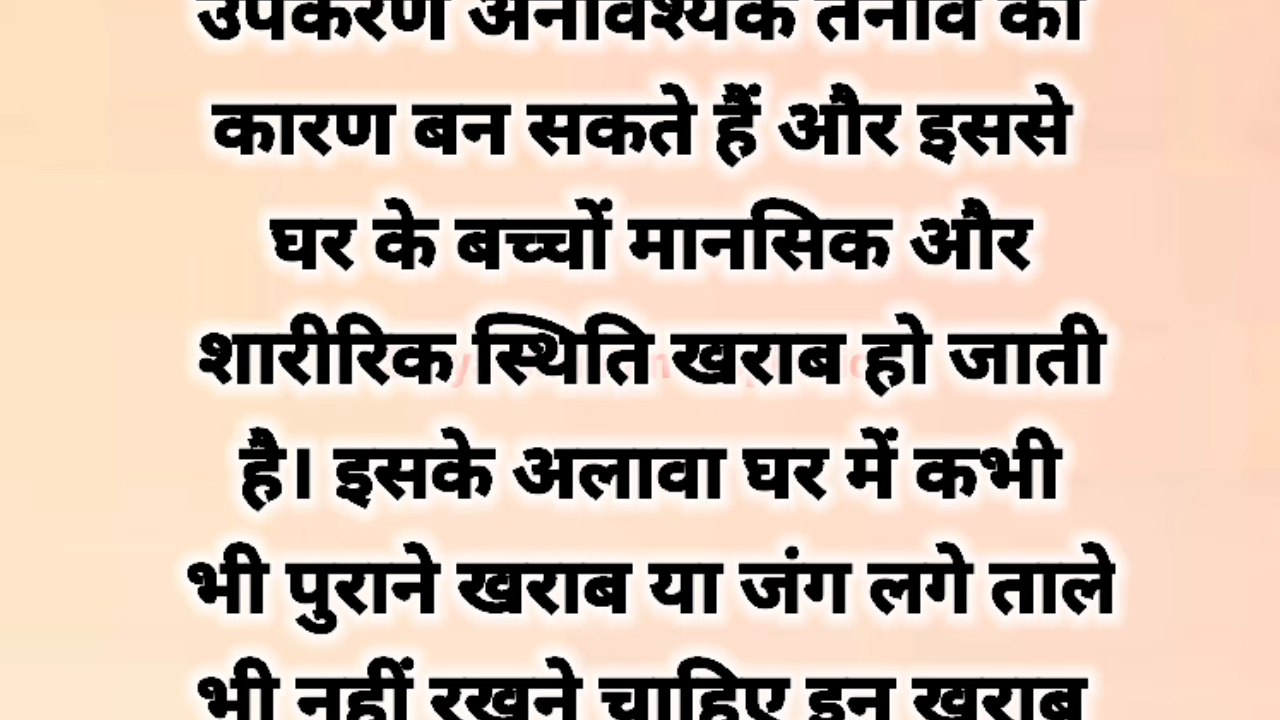 उपकरण अनावश्यक तनाव का
कारण बन सकते हैं और इससे
घर के बच्चों मानसिक और
शारीरिक स्थिति खराब हो जाती
है। इसके अलावा घर में कभी
भी पुराने खराब या जंग लगे ताले
भी नहीं रखने चाहिए इन खराब